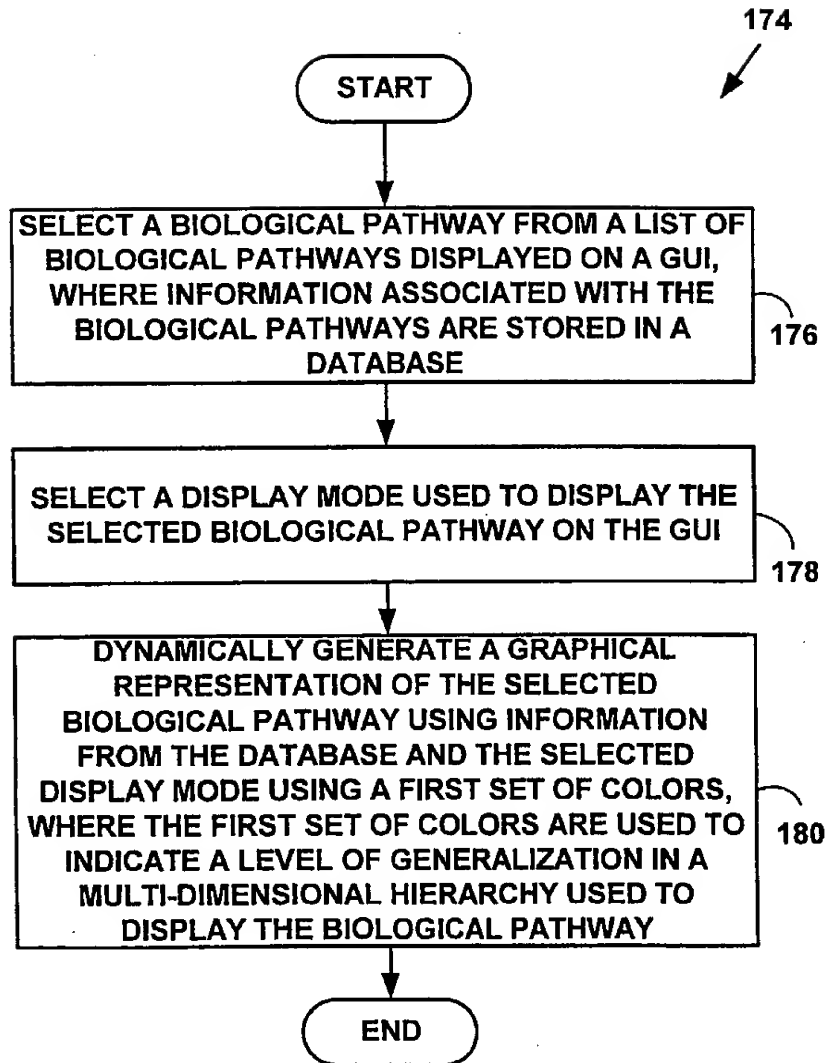 174
START
SELECT A BIOLOGICAL PATHWAY FROM A LIST OF
BIOLOGICAL PATHWAYS DISPLAYED ON A GUI,
WHERE INFORMATION ASSOCIATED WITH THE
BIOLOGICAL PATHWAYS ARE STORED IN A
DATABASE
176
SELECT A DISPLAY MODE USED TO DISPLAY THE
SELECTED BIOLOGICAL PATHWAY ON THE GUI
178
DYNAMICALLY GENERATE A GRAPHICAL
REPRESENTATION OF THE SELECTED
BIOLOGICAL PATHWAY USING INFORMATION
FROM THE DATABASE AND THE SELECTED
DISPLAY MODE USING A FIRST SET OF COLORS,
WHERE THE FIRST SET OF COLORS ARE USED TO
INDICATE A LEVEL OF GENERALIZATION IN A
MULTI-DIMENSIONAL HIERARCHY USED TO
DISPLAY THE BIOLOGICAL PATHWAY
180
END